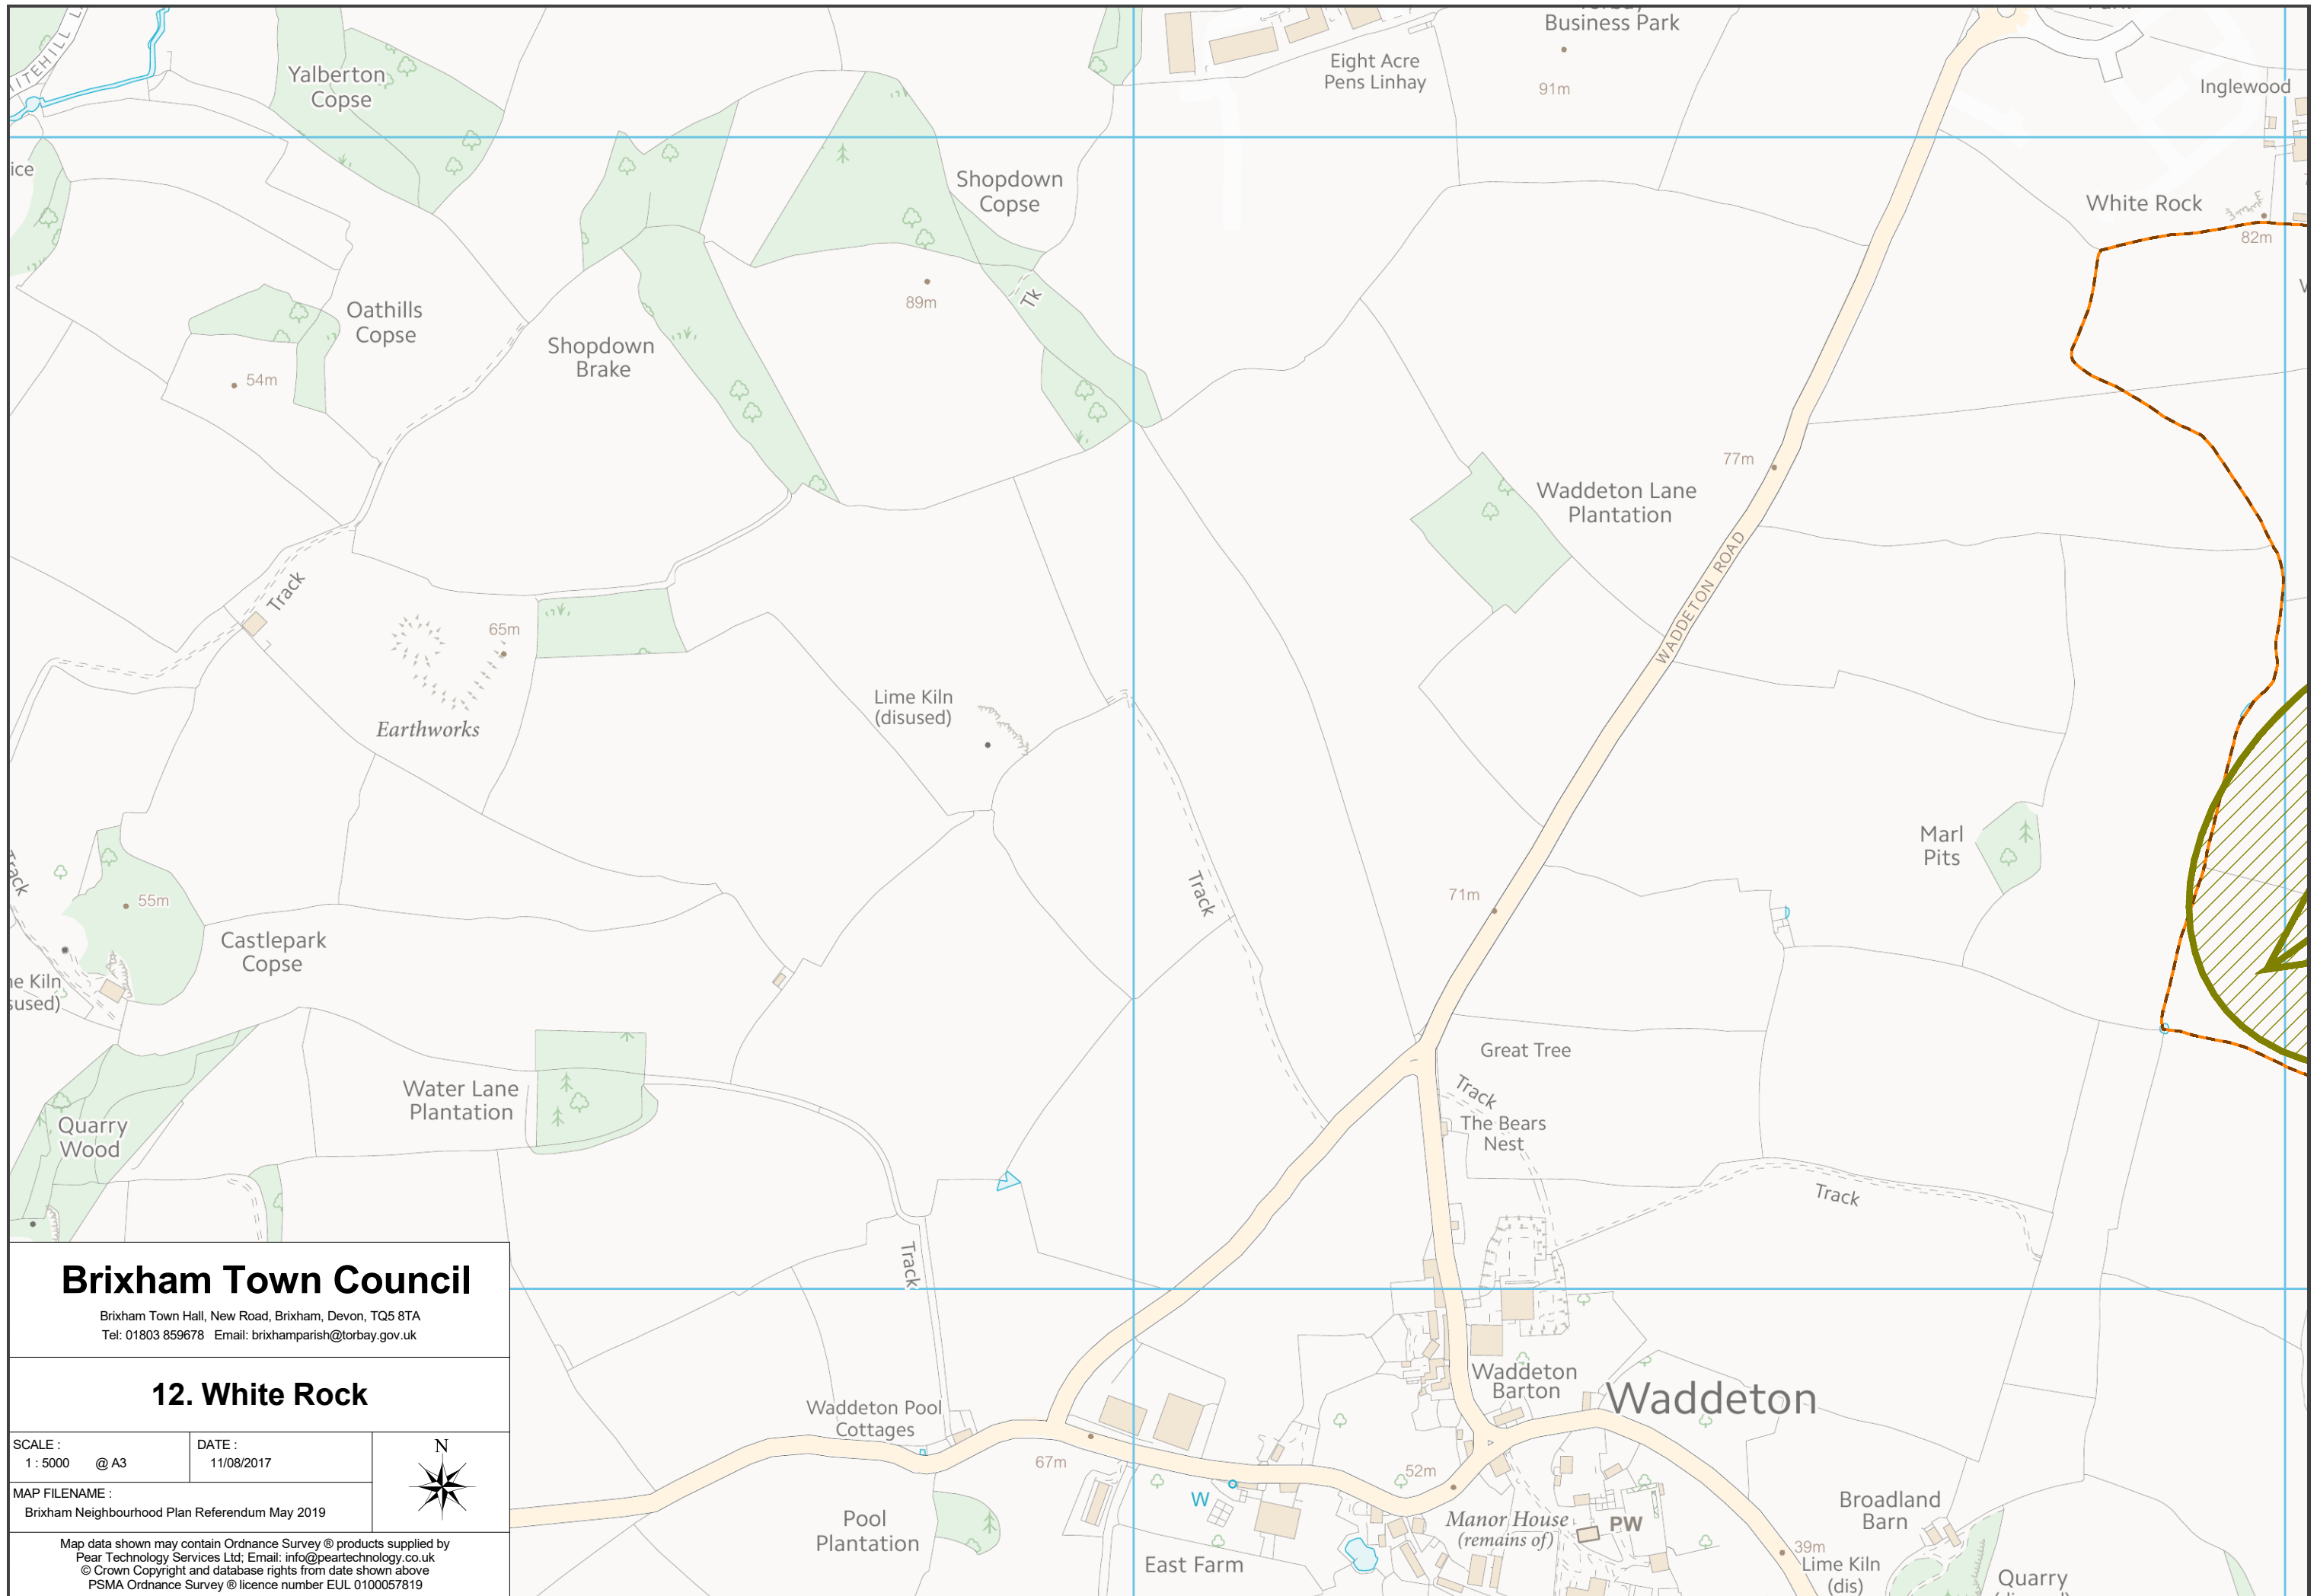 Business Park
Eight Acre
Pens Linhay
91m
Inglewood
Yalberton
Copse
Shopdown
Copse
White Rock
82m
Oathills
Copse
89m
Tk
Shopdown
Brake
54m
77m
Waddeton Lane
Plantation
WADDETON ROAD
Track
65m
Earthworks
Lime Kiln
(disused)
Marl
Pits
Track
71m
55m
Castlepark
Copse
Track
Great Tree
Water Lane
Plantation
Track
The Bears
Nest
Quarry
Wood
Track
Track
Waddeton
Barton
Waddeton
Waddeton Pool
Cottages
67m
52m
W
Pool
Plantation
Manor House
(remains of)
PW
East Farm
Broadland
Barn
39m
Lime Kiln
(dis)
Quarry
Brixham Town Council
Brixham Town Hall, New Road, Brixham, Devon, TQ5 8TA
Tel: 01803 859678 Email: brixhamparish@torbay.gov.uk
12. White Rock
SCALE :
1 : 5000 @ A3
DATE :
11/08/2017
N
MAP FILENAME :
Brixham Neighbourhood Plan Referendum May 2019
Map data shown may contain Ordnance Survey ® products supplied by
Pear Technology Services Ltd; Email: info@peartechnology.co.uk
© Crown Copyright and database rights from date shown above
PSMA Ordnance Survey ® licence number EUL 0100057819